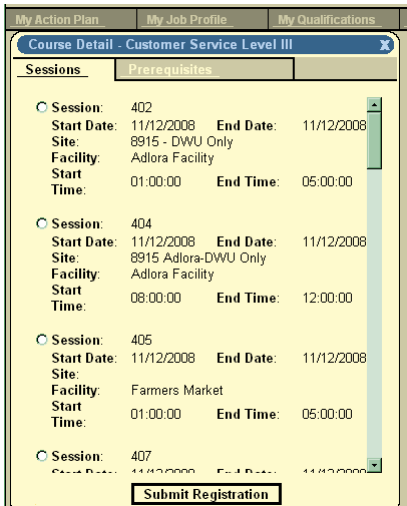 My Action Plan My Job Profile My Qualifications
Course Detail - Customer Service Level III X
Sessions Prerequisites
Session: 402
Start Date: 11/12/2008 End Date: 11/12/2008
Site: 8915 - DWU Only
Facility: Adlora Facility
Start
Time: 01:00:00 End Time: 05:00:00
Session: 404
Start Date: 11/12/2008 End Date: 11/12/2008
Site: 8915 Adlora-DWU Only
Facility: Adlora Facility
Start
Time: 08:00:00 End Time: 12:00:00
Session: 405
Start Date: 11/12/2008 End Date: 11/12/2008
Site:
Facility: Farmers Market
Start
Time: 01:00:00 End Time: 05:00:00
Session: 407
Start Date: End Date:
Submit Registration